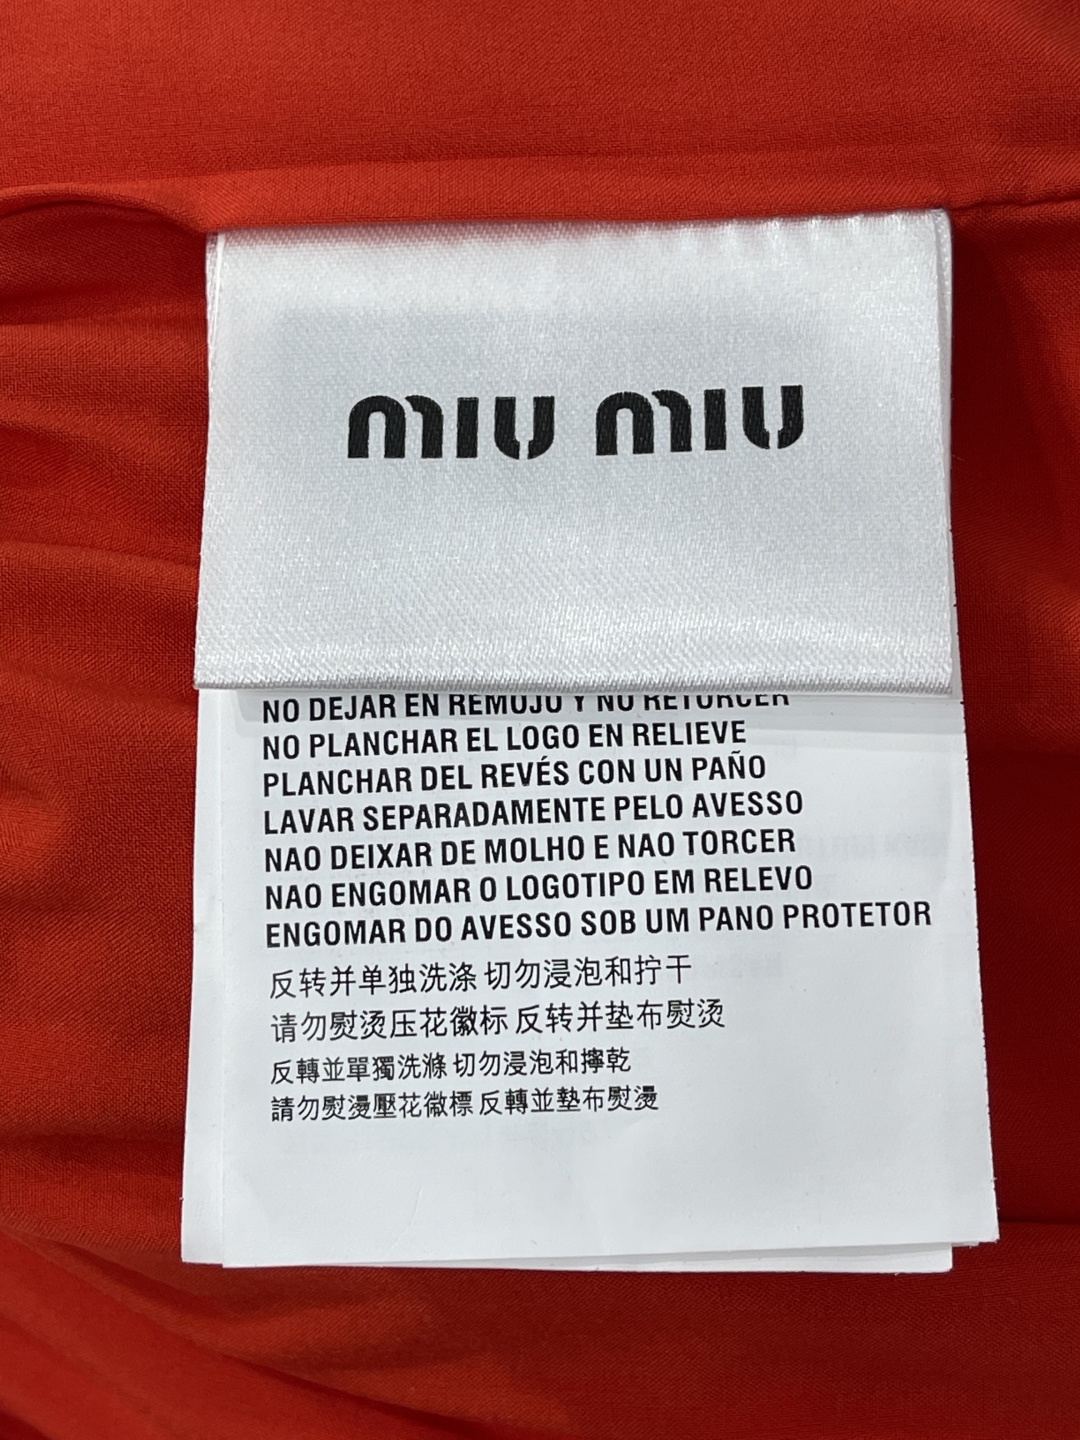 MIU MIU
NO DEJAR EN REMOJO Y NO RETORCER
NO PLANCHAR EL LOGO EN RELIEVE
PLANCHAR DEL REVÉS CON UN PAÑO
LAVAR SEPARADAMENTE PELO AVESSO
NAO DEIXAR DE MOLHO E NAO TORCER
NAO ENGOMAR O LOGOTIPO EM RELEVO
ENGOMAR DO AVESSO SOB UM PANO PROTETOR
反转并单独洗涤 切勿浸泡和拧干
请勿熨烫压花徽标 反转并垫布熨烫
反轉並單獨洗滌 切勿浸泡和擰乾
請勿熨燙壓花徽標 反轉並墊布熨燙